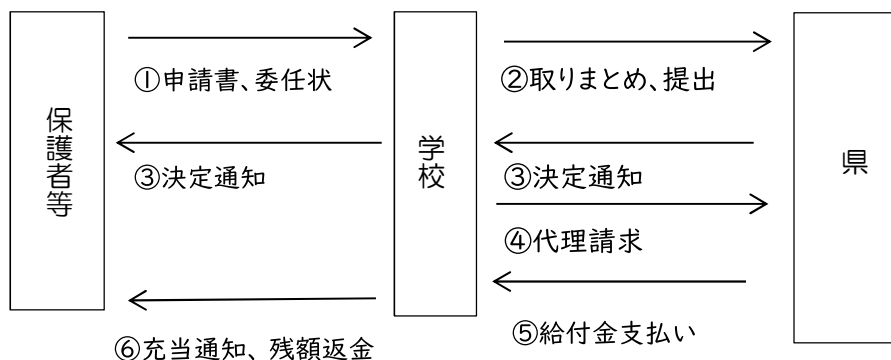 ①申請書、委任状
②取りまとめ、提出
保護者等
学校
県
③決定通知
③決定通知
④代理請求
⑤給付金支払い
⑥充当通知、残額返金